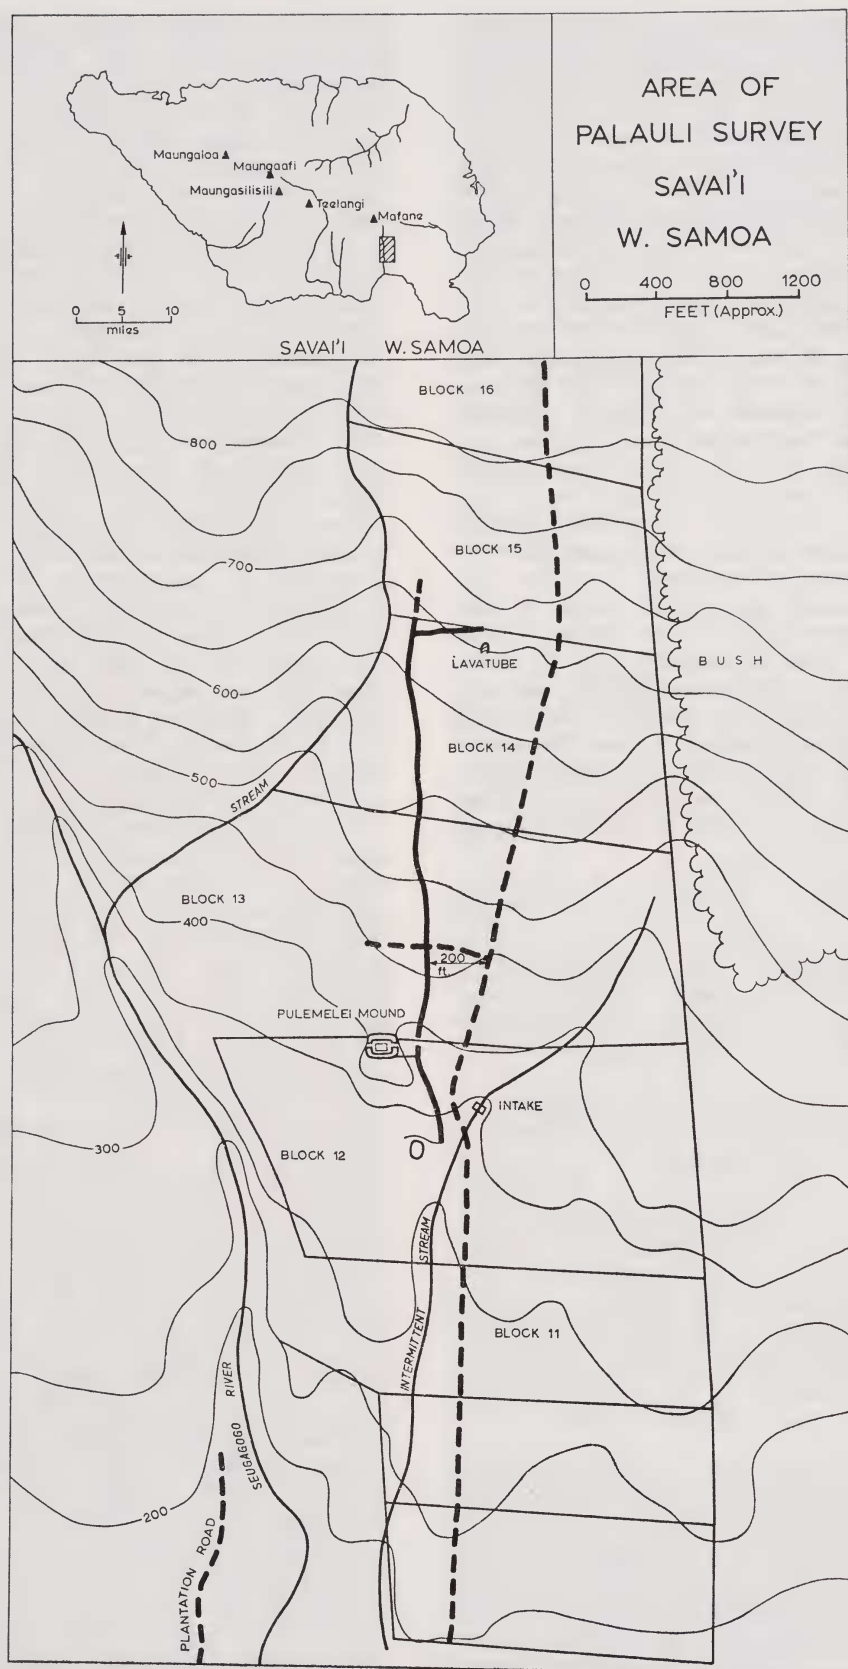 AREA OF
PALAULI SURVEY
SAVAI'I
W. SAMOA
0 400 800 1200
FEET (Approx.)
Maungaloa
Maungaafi
Maungasilisili
Teelangi
Mafane
0 5 10
miles
SAVAI'I W. SAMOA
BLOCK 16
800
BLOCK 15
700
LAVATUBE
BUSH
600
BLOCK 14
500
STREAM
BLOCK 13
400
200
ft.
PULEMELEI MOUND
INTAKE
300
BLOCK 12
INTERMITTENT STREAM
BLOCK 11
SEUGAGOGO RIVER
200
PLANTATION ROAD